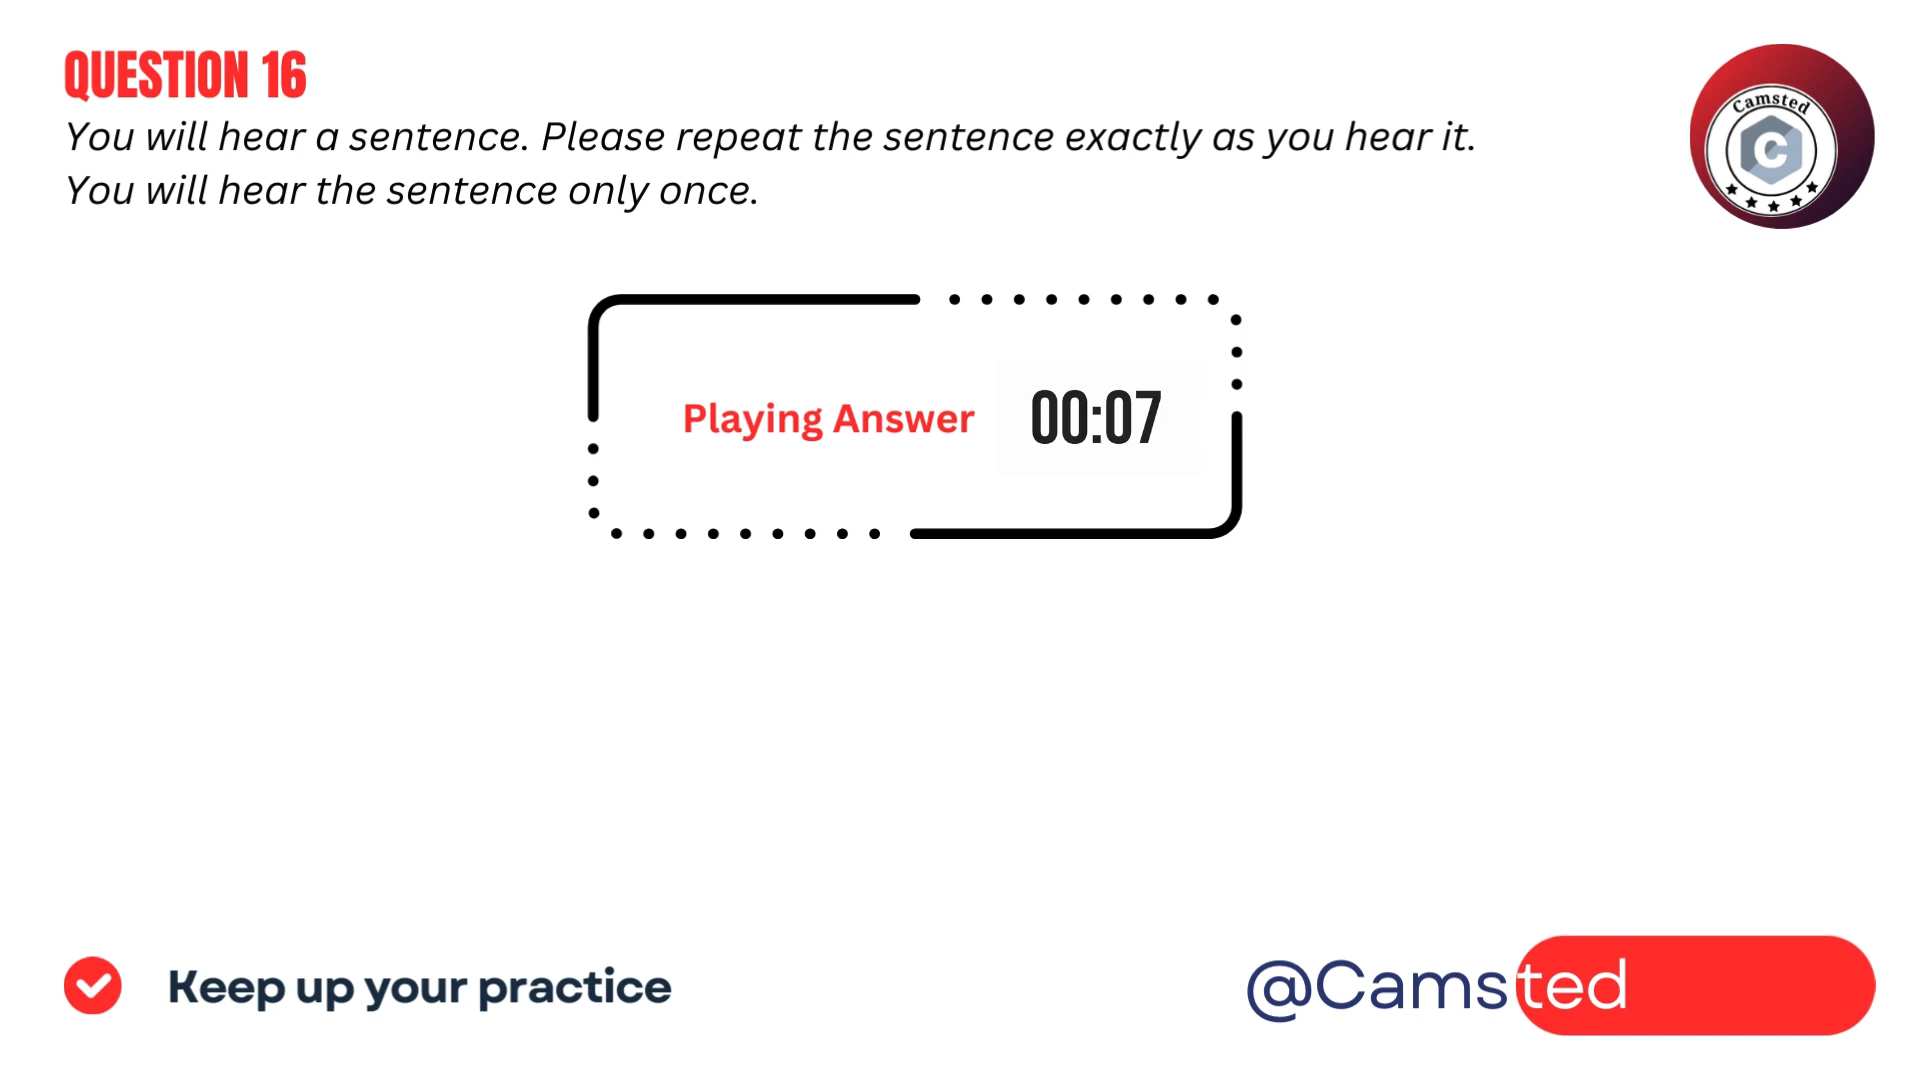 QUESTION 16
You will hear a sentence. Please repeat the sentence exactly as you hear it.
You will hear the sentence only once.
Camsted
C
Playing Answer 00:07
Keep up your practice
@Camsted